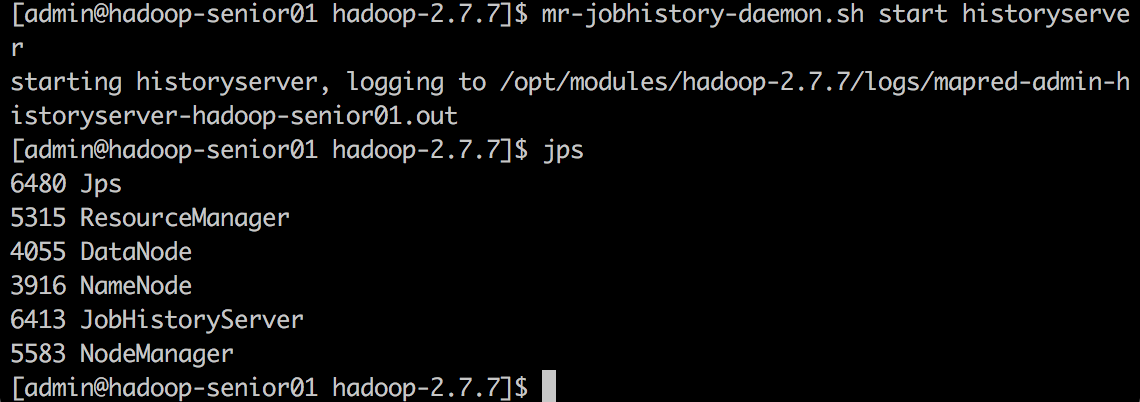 [admin@hadoop-senior01 hadoop-2.7.7]$ mr-jobhistory-daemon.sh start historyserve
r
starting historyserver, logging to /opt/modules/hadoop-2.7.7/logs/mapred-admin-h
istoryserver-hadoop-senior01.out
[admin@hadoop-senior01 hadoop-2.7.7]$ jps
6480 Jps
5315 ResourceManager
4055 DataNode
3916 NameNode
6413 JobHistoryServer
5583 NodeManager
[admin@hadoop-senior01 hadoop-2.7.7]$